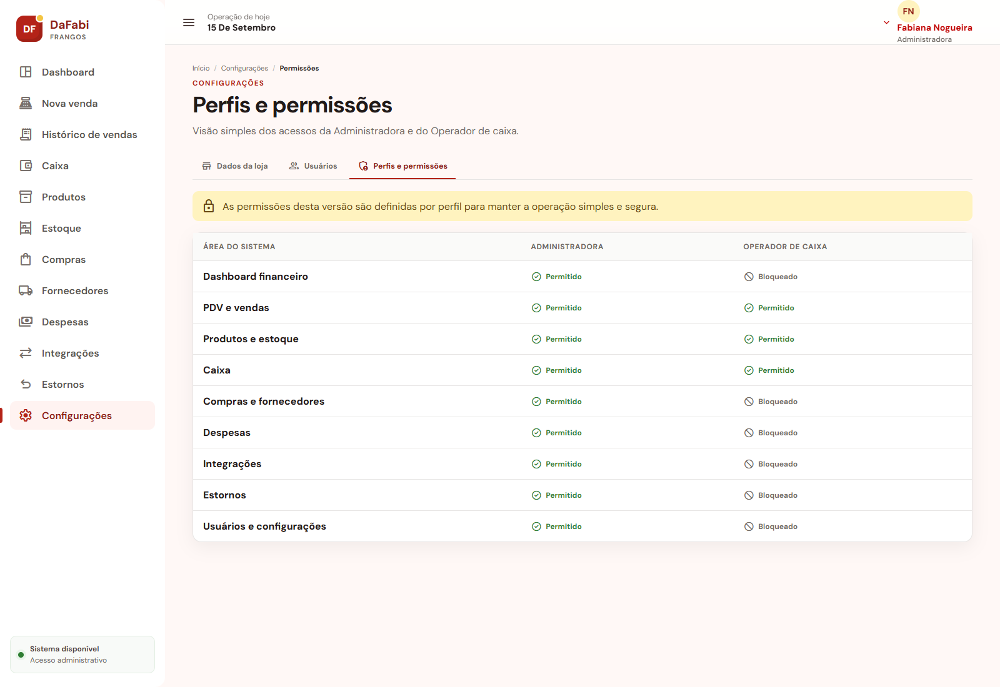 DF
DaFabi
FRANGOS
Dashboard
Nova venda
Histórico de vendas
Caixa
Produtos
Estoque
Compras
Fornecedores
Despesas
Integrações
Estornos
Configurações
Sistema disponível
Acesso administrativo
Operação de hoje
15 De Setembro
FN
Fabiana Nogueira
Administradora
Início / Configurações / Permissões
CONFIGURAÇÕES
Perfis e permissões
Visão simples dos acessos da Administradora e do Operador de caixa.
Dados da loja Usuários Perfis e permissões
As permissões desta versão são definidas por perfil para manter a operação simples e segura.
ÁREA DO SISTEMA ADMINISTRADORA OPERADOR DE CAIXA
Dashboard financeiro Permitido Bloqueado
PDV e vendas Permitido Permitido
Produtos e estoque Permitido Permitido
Caixa Permitido Permitido
Compras e fornecedores Permitido Bloqueado
Despesas Permitido Bloqueado
Integrações Permitido Bloqueado
Estornos Permitido Bloqueado
Usuários e configurações Permitido Bloqueado